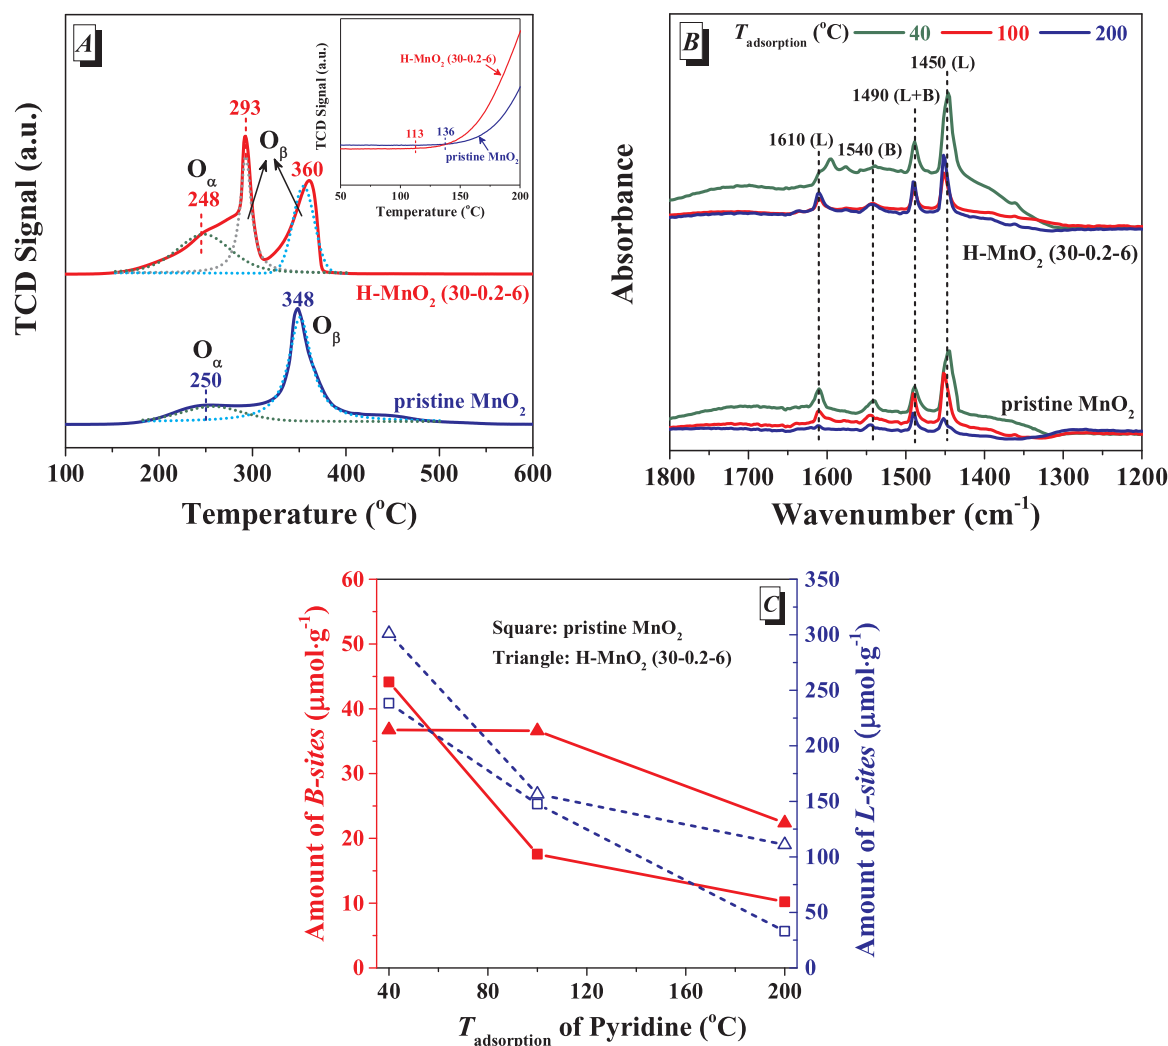 A
TCD Signal (a.u.)
293
Oβ
360
Oα
248
H-MnO2 (30-0.2-6)
348
Oβ
Oα
250
pristine MnO2
100 200 300 400 500 600
Temperature (oC)
TCD Signal (a.u.)
H-MnO2 (30-0.2-6)
113
136
pristine MnO2
50 100 150 200
Temperature (oC)
B
Tadsorption (oC) 40 100 200
1450 (L)
1490 (L+B)
1610 (L)
1540 (B)
Absorbance
H-MnO2 (30-0.2-6)
pristine MnO2
1800 1700 1600 1500 1400 1300 1200
Wavenumber (cm-1)
C
Square: pristine MnO2
Triangle: H-MnO2 (30-0.2-6)
Amount of B-sites (μmol·g-1)
60
50
40
30
20
10
0
350
300
250
200
150
100
50
0
Amount of L-sites (μmol·g-1)
40 80 120 160 200
Tadsorption of Pyridine (oC)